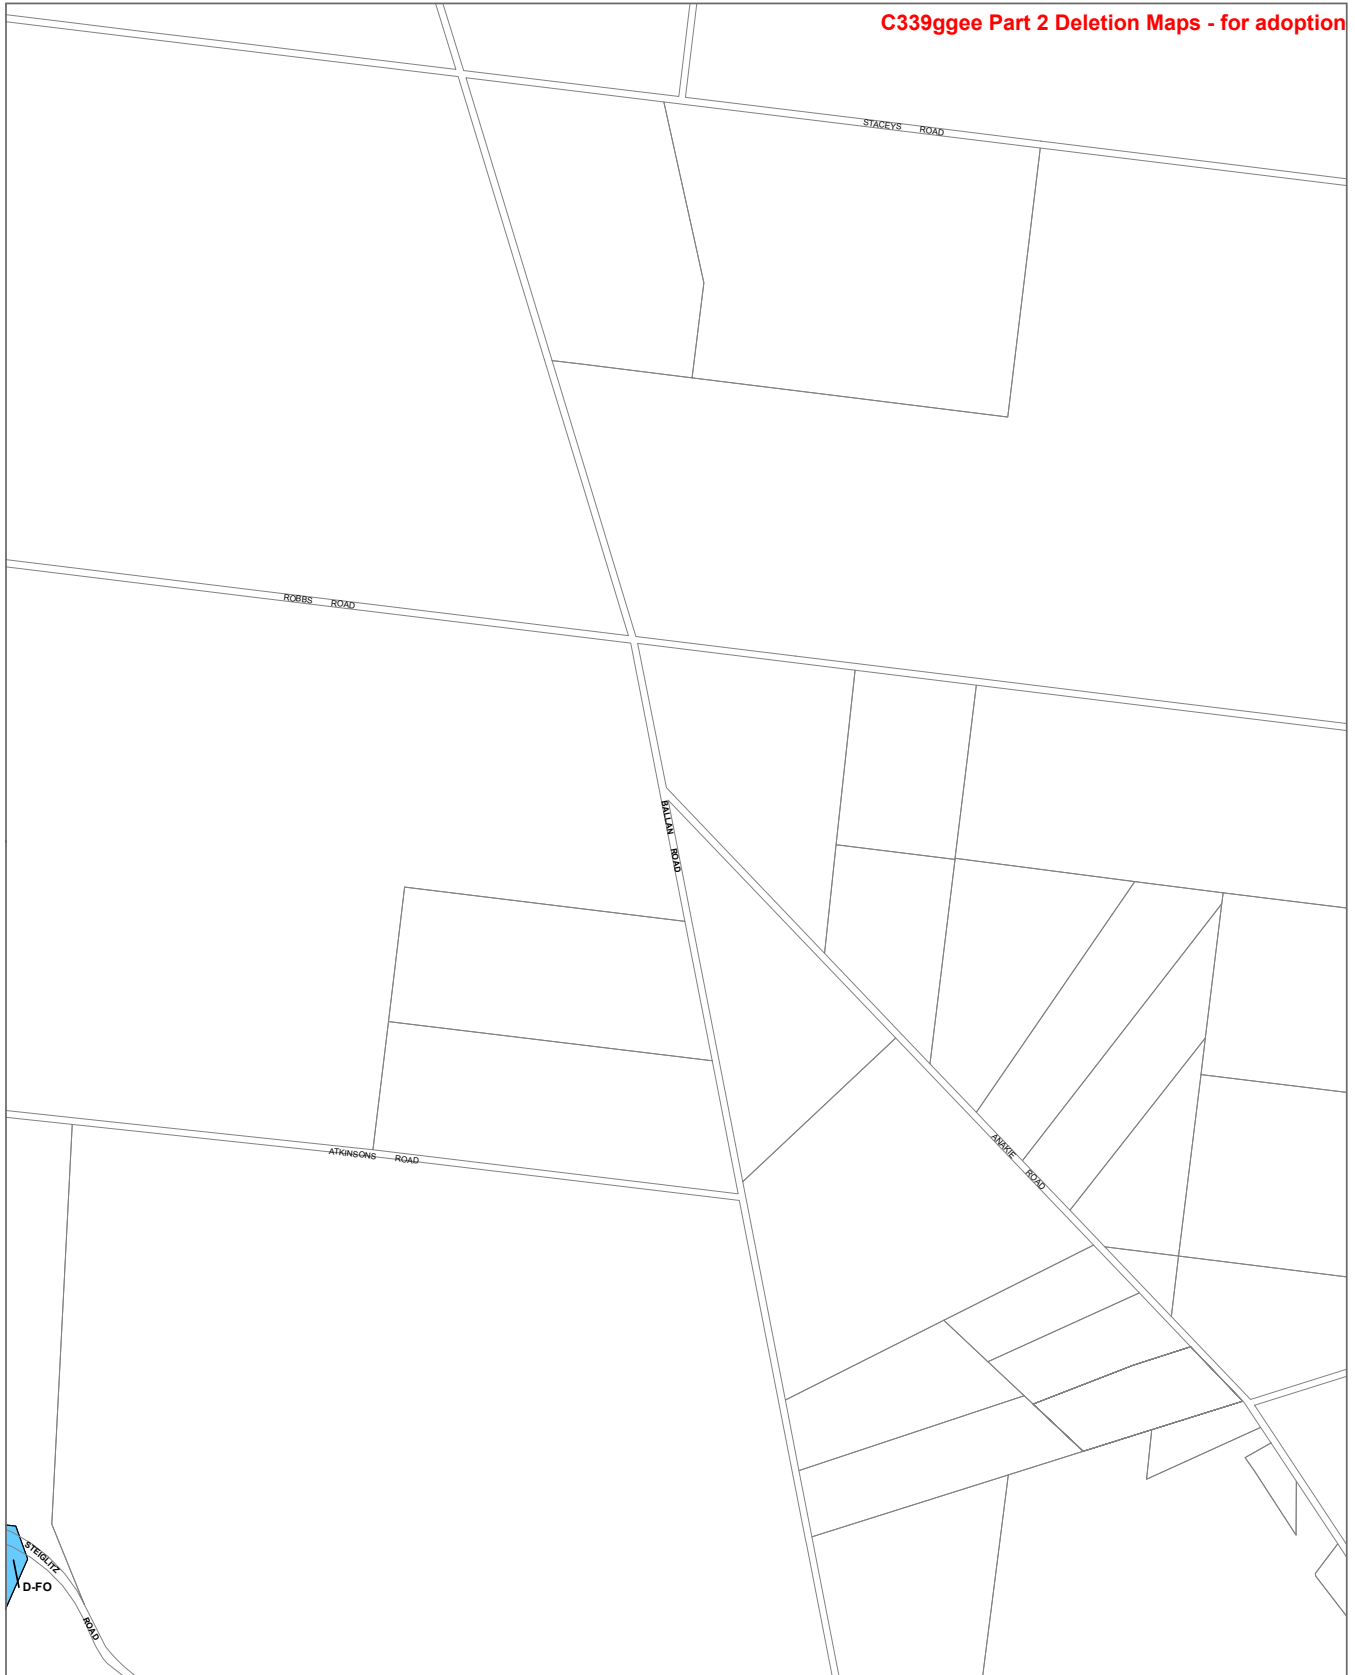 C339ggee Part 2 Deletion Maps - for adoption
STACEYS ROAD
ROBBS ROAD
BALLAN ROAD
ATKINSONS ROAD
ANAKIE ROAD
STEIGLITZ ROAD
D-FO